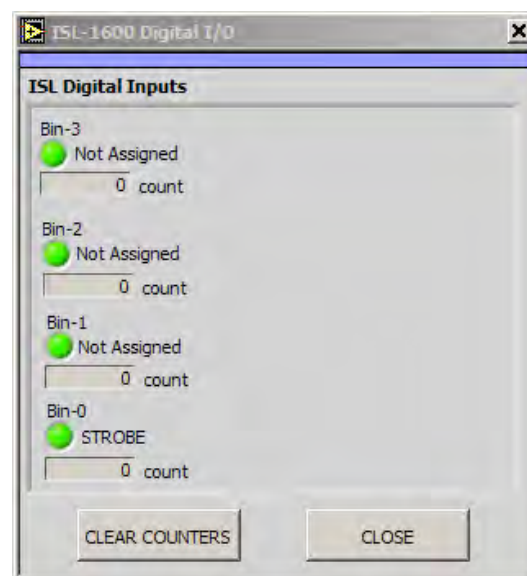 ISL-1600 Digital I/O
ISL Digital Inputs
Bin-3
Not Assigned
0 count
Bin-2
Not Assigned
0 count
Bin-1
Not Assigned
0 count
Bin-0
STROBE
0 count
CLEAR COUNTERS CLOSE